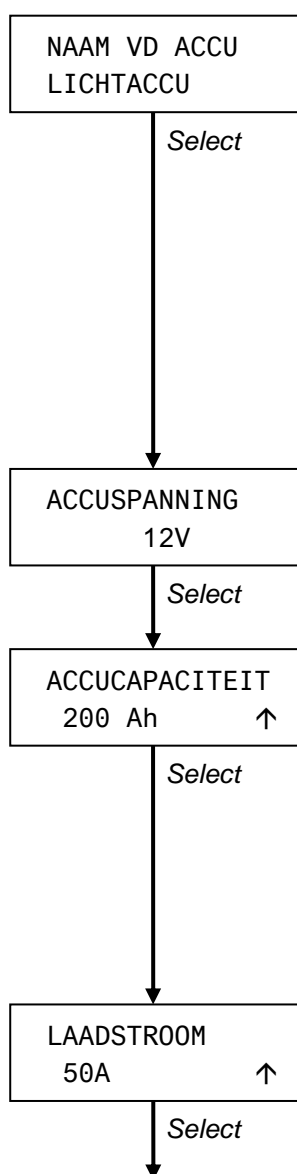 NAAM VD ACCU
LICHTACCU
Select
ACCUSPANNING
12V
Select
ACCUCAPACITEIT
200 Ah ↑
Select
LAADSTROOM
50A ↑
Select